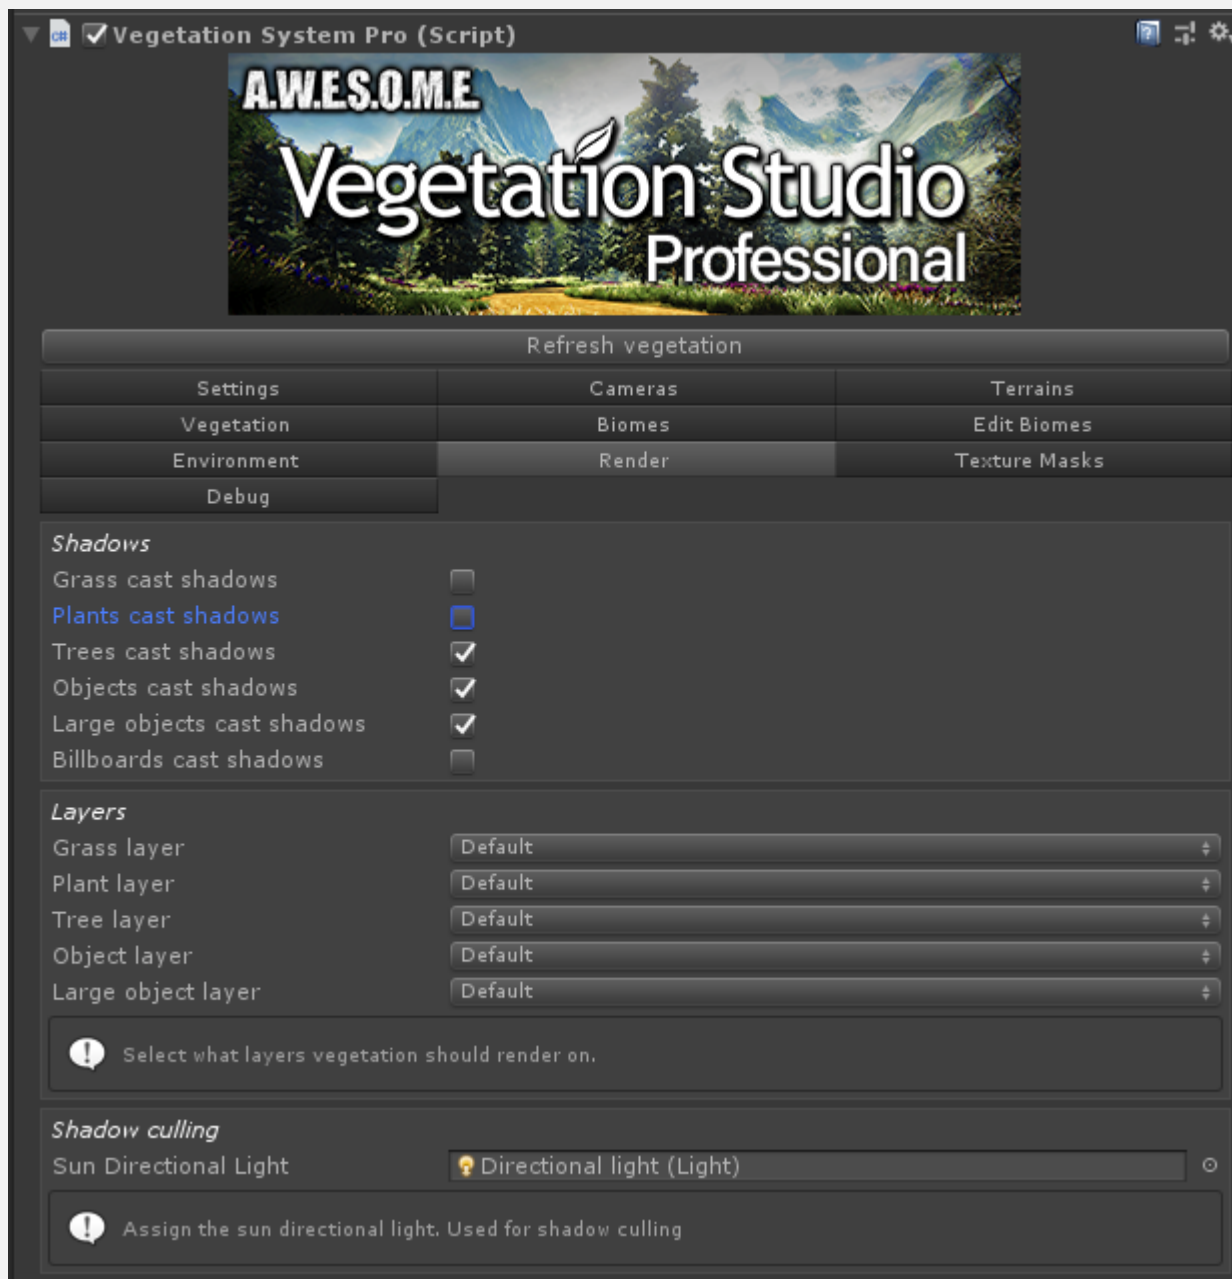 Vegetation System Pro (Script)
A.W.E.S.O.M.E.
Vegetation Studio
Professional
Refresh vegetation
Settings Cameras Terrains
Vegetation Biomes Edit Biomes
Environment Render Texture Masks
Debug
Shadows
Grass cast shadows
Plants cast shadows
Trees cast shadows
Objects cast shadows
Large objects cast shadows
Billboards cast shadows
Layers
Grass layer Default
Plant layer Default
Tree layer Default
Object layer Default
Large object layer Default
Select what layers vegetation should render on.
Shadow culling
Sun Directional Light Directional light (Light)
Assign the sun directional light. Used for shadow culling